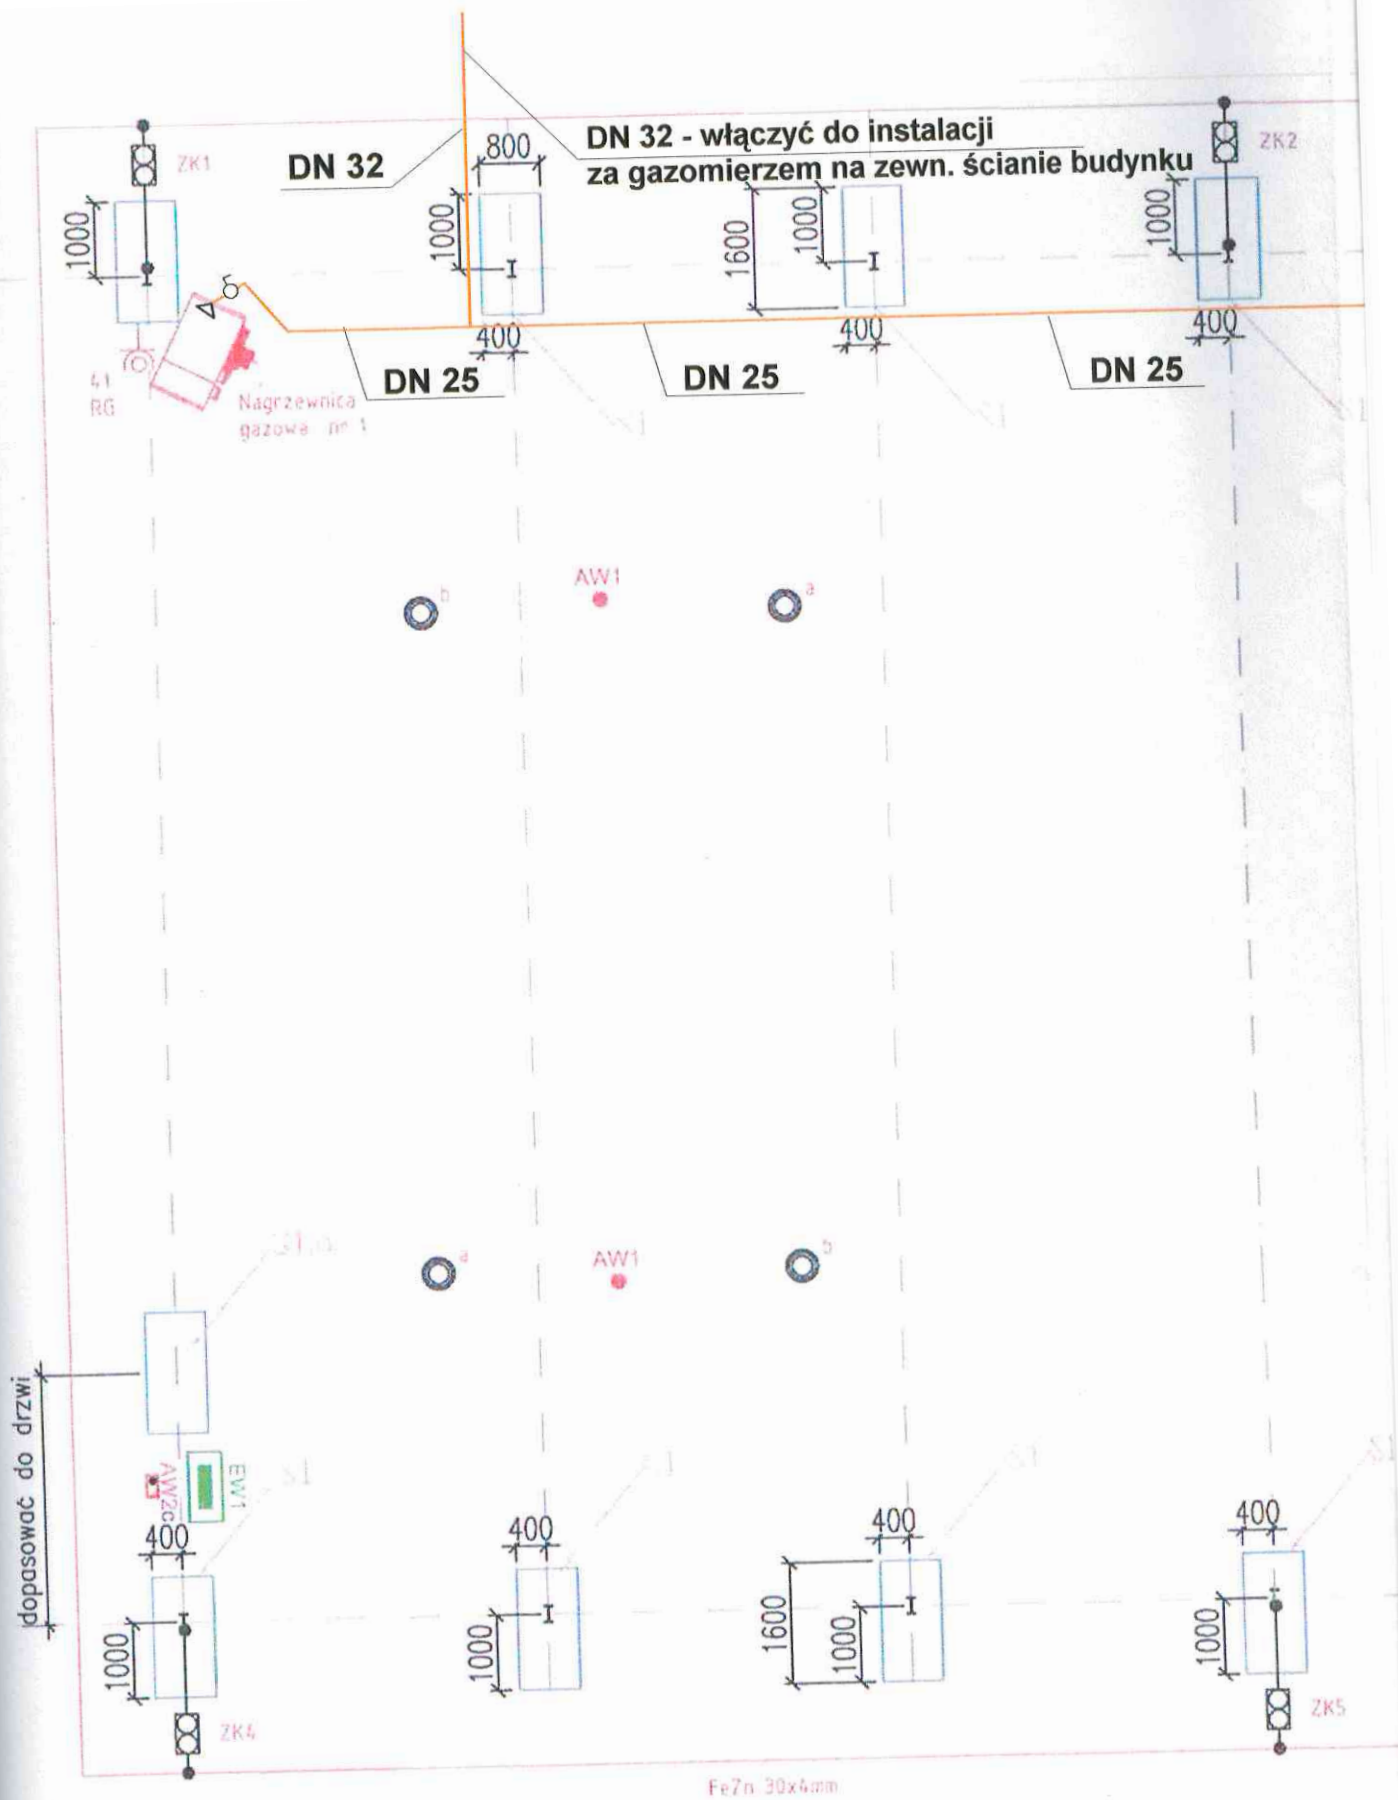 ZK1
DN 32
800
DN 32 - włączyć do instalacji
za gazomierzem na zewn. ścianie budynku
ZK2
1000
1000
1600
1000
1000
400
400
400
DN 25
DN 25
DN 25
41
RG
Nagrzewnica
gazowa nr 1
b
AW1
a
a
AW1
b
dopasować do drzwi
AW2c
EW1
400
400
400
400
1000
1000
1600
1000
1000
ZK4
ZK5
FeZn 30x4mm